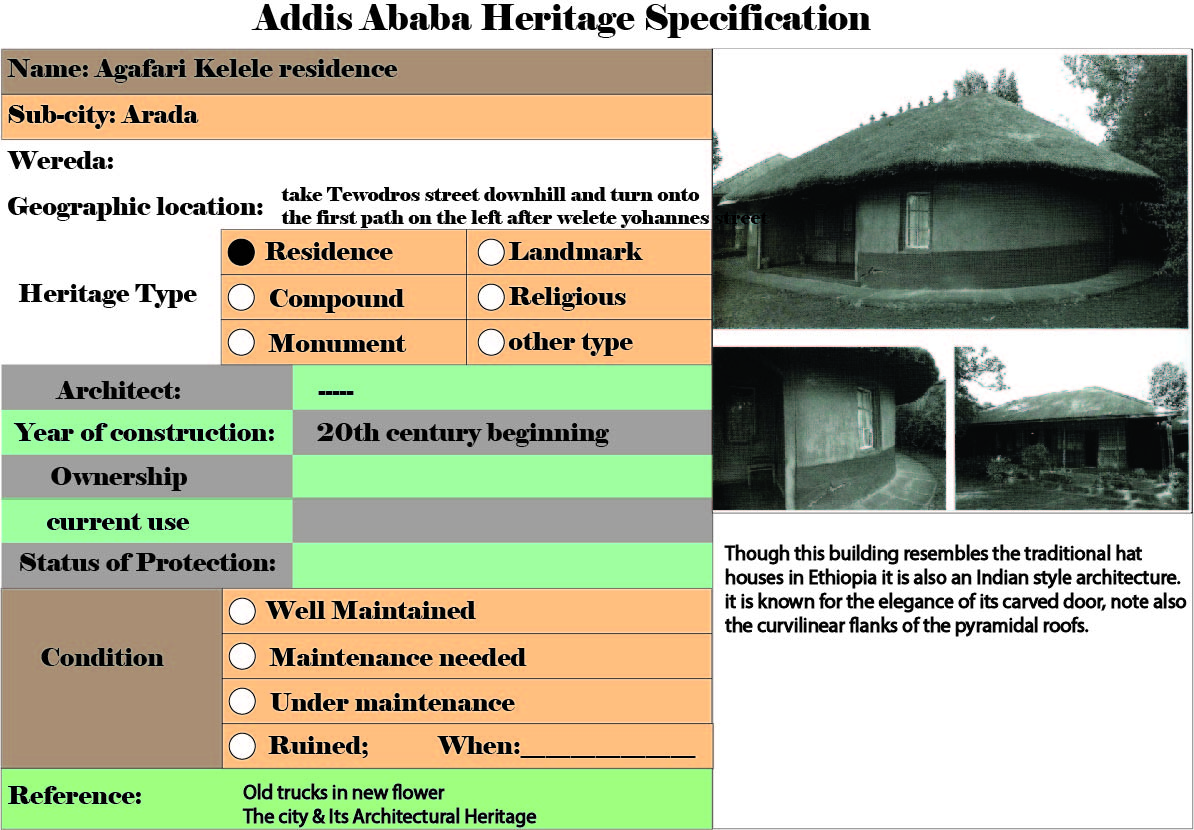 Addis Ababa Heritage Specification
Name: Agafari Kelele residence
Sub-city: Arada
Wereda:
Geographic location: take Tewodros street downhill and turn onto
the first path on the left after welete yohannes street
Heritage Type
Residence
Landmark
Compound
Religious
Monument
other type
Architect: -----
Year of construction: 20th century beginning
Ownership
current use
Status of Protection:
Condition
Well Maintained
Maintenance needed
Under maintenance
Ruined; When:______________
Reference: Old trucks in new flower
The city & Its Architectural Heritage
Though this building resembles the traditional hat
houses in Ethiopia it is also an Indian style architecture.
it is known for the elegance of its carved door, note also
the curvilinear flanks of the pyramidal roofs.